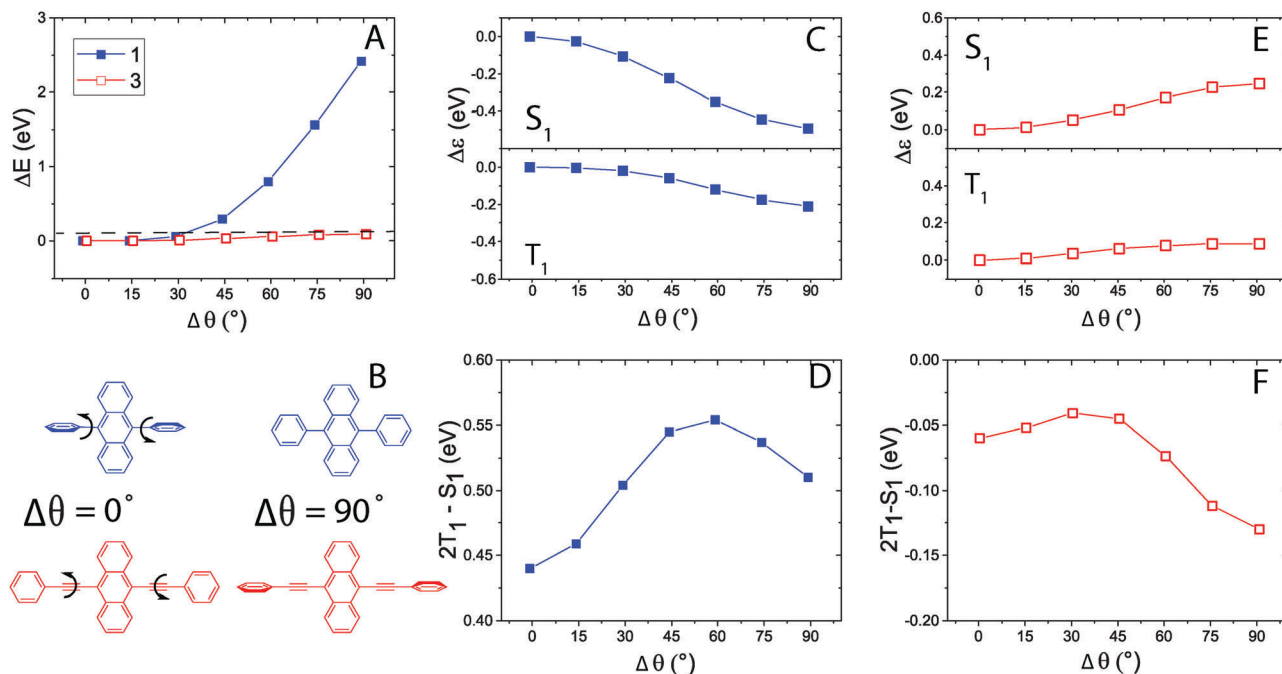 A
1
3
ΔE (eV)
3
2
1
0
0 15 30 45 60 75 90
Δθ (°)
C
Δε (eV)
0.0
-0.2
-0.4
S1
0.0
-0.2
-0.4
-0.6
T1
0 15 30 45 60 75 90
Δθ (°)
E
Δε (eV)
0.6
0.4
0.2
0.0
S1
0.4
0.2
0.0
T1
0 15 30 45 60 75 90
Δθ (°)
B
Δθ = 0°
Δθ = 90°
D
2T1 - S1 (eV)
0.60
0.55
0.50
0.45
0.40
0 15 30 45 60 75 90
Δθ (°)
F
2T1-S1 (eV)
0.00
-0.05
-0.10
-0.15
-0.20
0 15 30 45 60 75 90
Δθ (°)